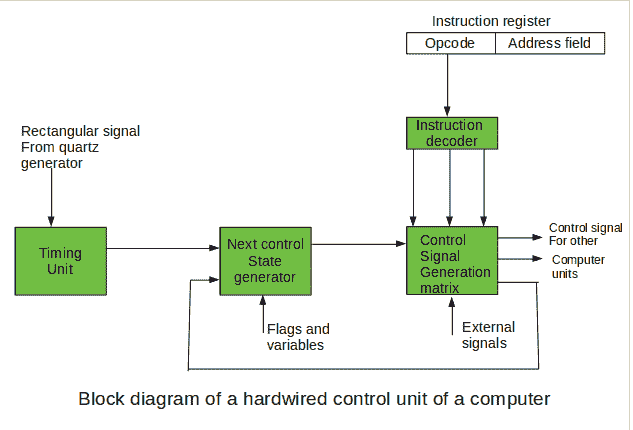 Instruction register
Opcode
Address field
Instruction
decoder
Rectangular signal
From quartz
generator
Timing
Unit
Next control
State
generator
Control
Signal
Generation
matrix
Control signal
For other
Computer
units
Flags and
variables
External
signals
Block diagram of a hardwired control unit of a computer